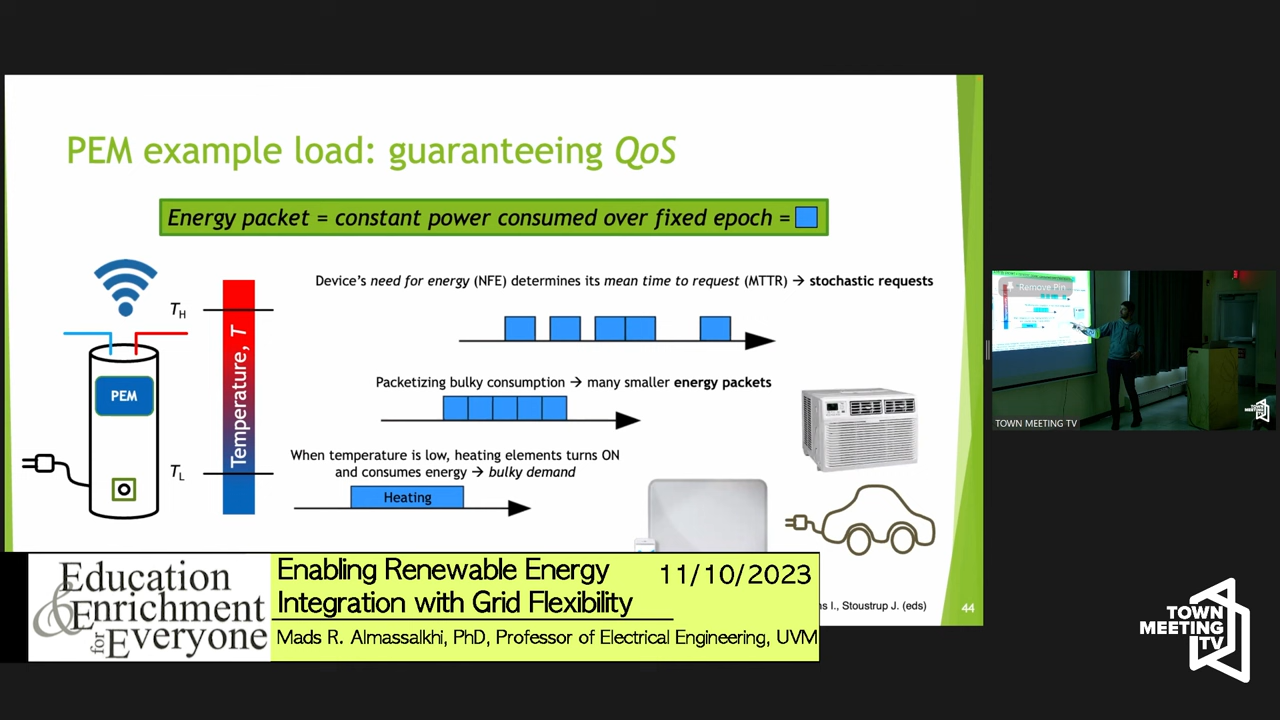 PEM example load: guaranteeing QoS
Energy packet = constant power consumed over fixed epoch =
Device's need for energy (NFE) determines its mean time to request (MTTR) → stochastic requests
TH
Temperature, T
PEM
TL
Packetizing bulky consumption → many smaller energy packets
When temperature is low, heating elements turns ON
and consumes energy → bulky demand
Heating
s I., Stoustrup J. (eds)
44
Remove Pin
TOWN MEETING TV
Education
& Enrichment
for Everyone
Enabling Renewable Energy
Integration with Grid Flexibility
11/10/2023
Mads R. Almassalkhi, PhD, Professor of Electrical Engineering, UVM
TOWN
MEETING
TV